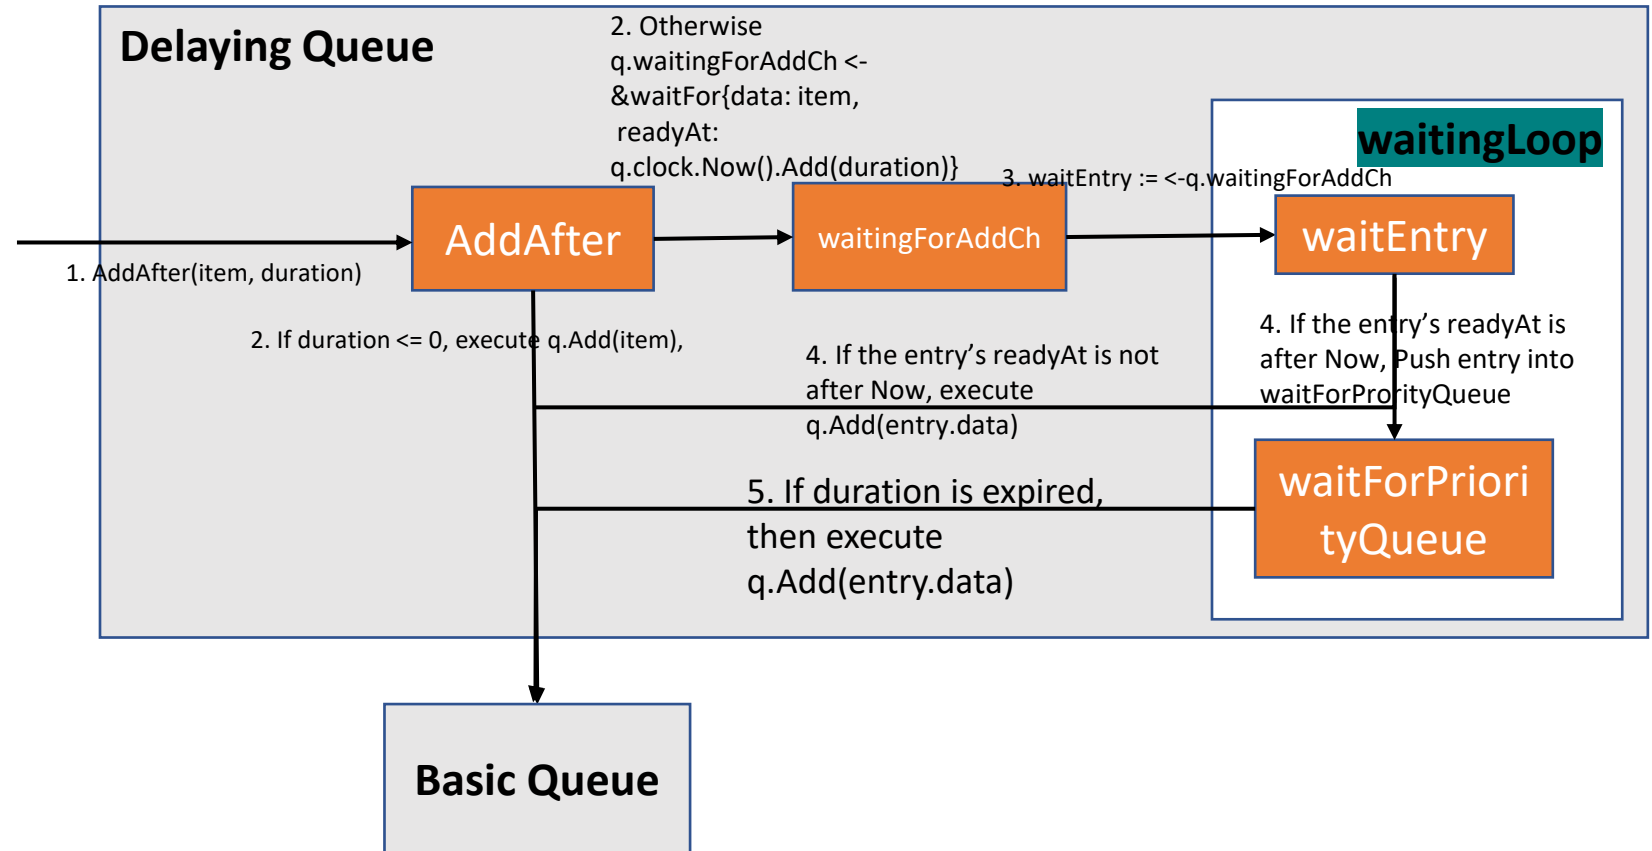 Delaying Queue
2. Otherwise
q.waitingForAddCh <-
&waitFor{data: item,
readyAt:
q.clock.Now().Add(duration)}
waitingLoop
3. waitEntry := <-q.waitingForAddCh
AddAfter
waitingForAddCh
waitEntry
1. AddAfter(item, duration)
2. If duration <= 0, execute q.Add(item),
4. If the entry’s readyAt is not
after Now, execute
q.Add(entry.data)
4. If the entry’s readyAt is
after Now, Push entry into
waitForProrityQueue
5. If duration is expired,
then execute
q.Add(entry.data)
waitForPriori
tyQueue
Basic Queue